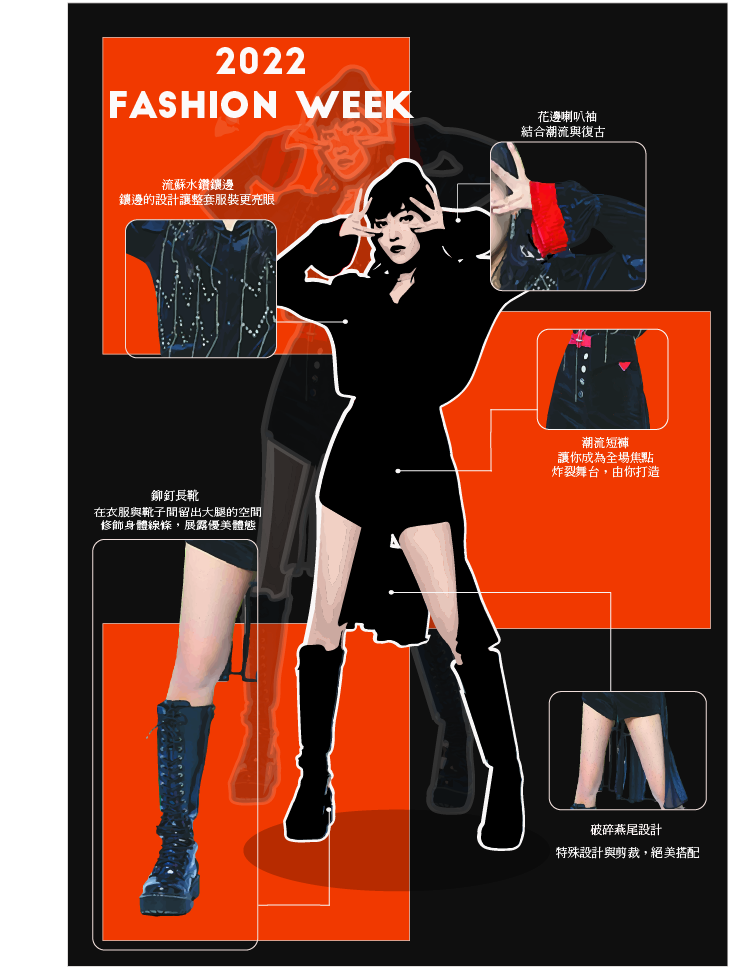 2022
FASHION WEEK
花邊喇叭袖
結合潮流與復古
流蘇水鑽鑲邊
鑲邊的設計讓整套服裝更亮眼
潮流短褲
讓你成為全場焦點
炸裂舞台，由你打造
鉚釘長靴
在衣服與靴子間留出大腿的空間
修飾身體線條，展露優美體態
破碎燕尾設計
特殊設計與剪裁，絕美搭配